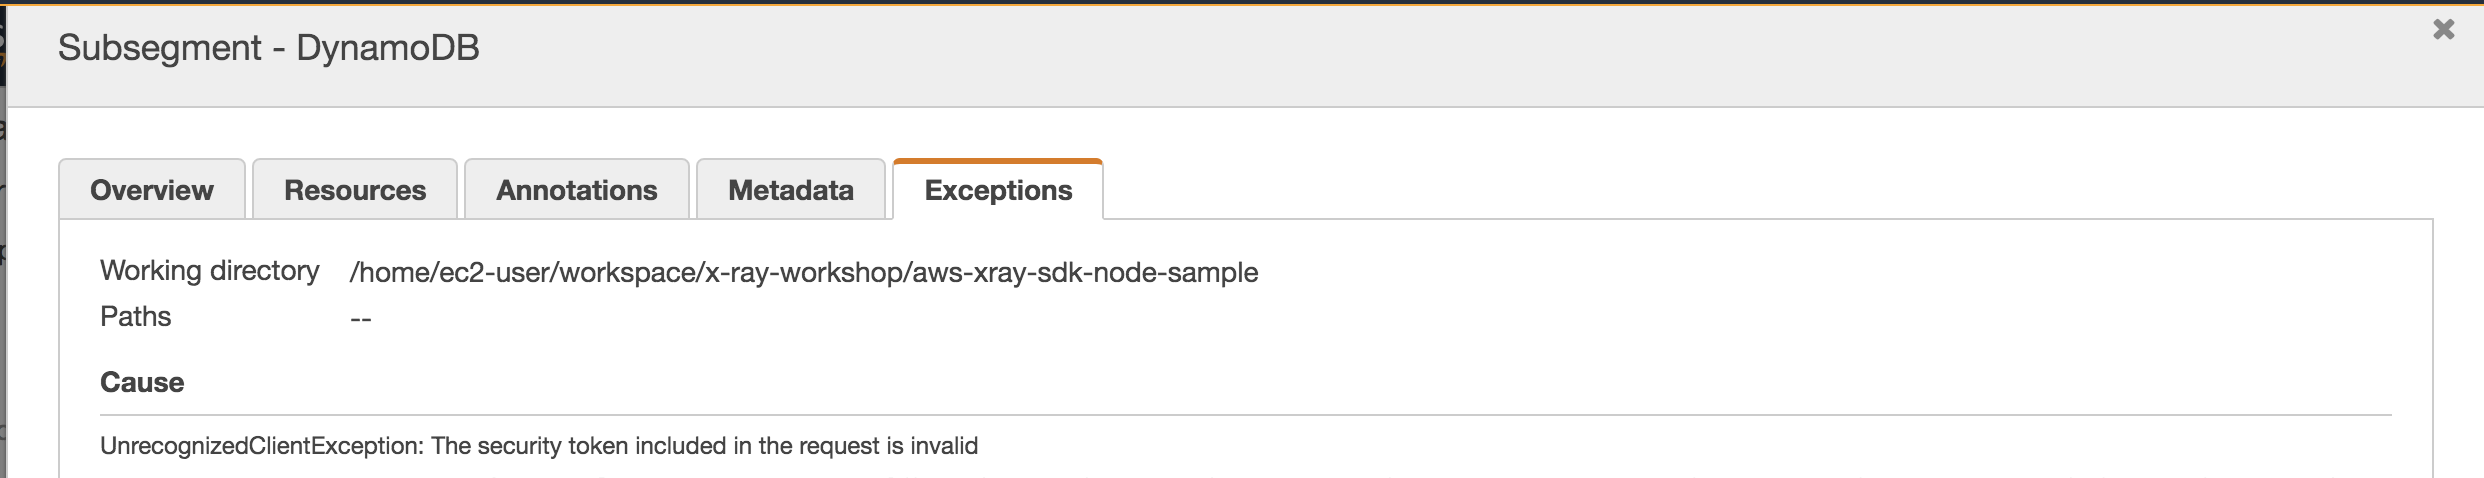 Subsegment - DynamoDB
Overview Resources Annotations Metadata Exceptions
Working directory /home/ec2-user/workspace/x-ray-workshop/aws-xray-sdk-node-sample
Paths --
Cause
UnrecognizedClientException: The security token included in the request is invalid